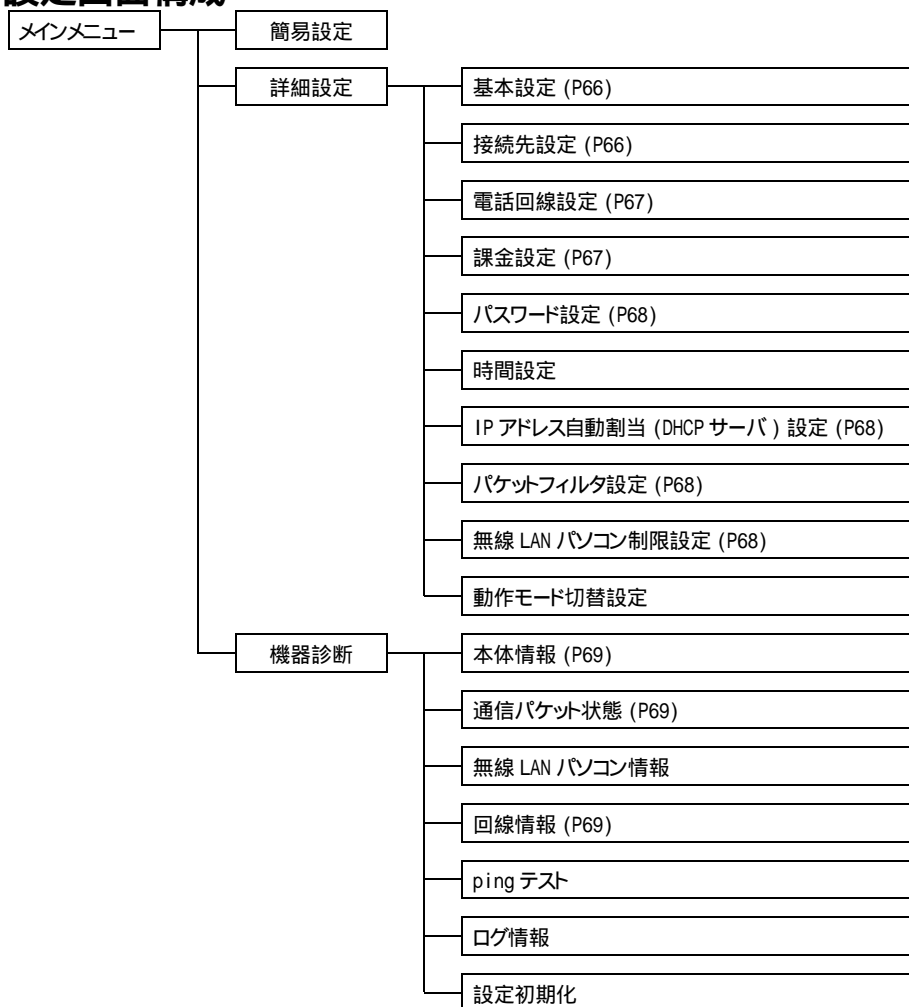 設定画面構成
メインメニュー
簡易設定
詳細設定
基本設定 (P66)
接続先設定 (P66)
電話回線設定 (P67)
課金設定 (P67)
パスワード設定 (P68)
時間設定
IP アドレス自動割当 (DHCP サーバ ) 設定 (P68)
パケットフィルタ設定 (P68)
無線 LAN パソコン制限設定 (P68)
動作モード切替設定
機器診断
本体情報 (P69)
通信パケット状態 (P69)
無線 LAN パソコン情報
回線情報 (P69)
ping テスト
ログ情報
設定初期化